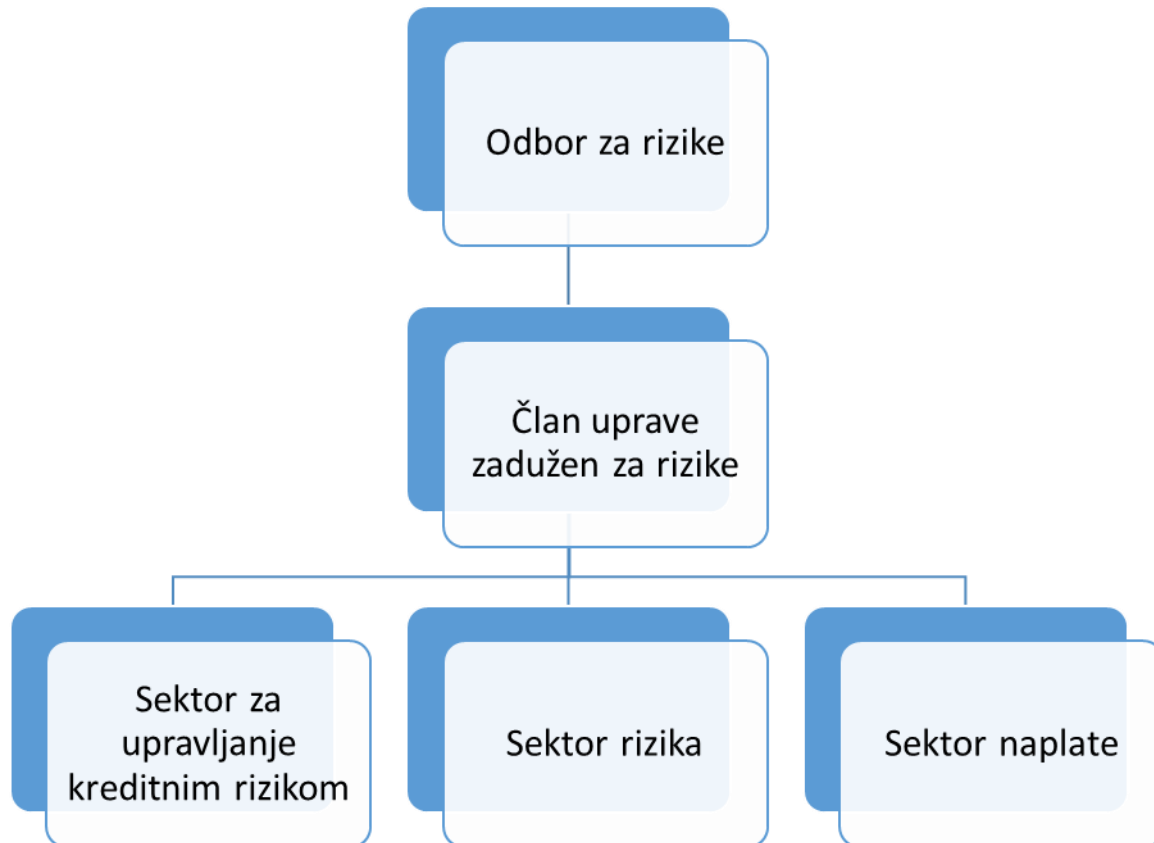 Odbor za rizike
Član uprave
zadužen za rizike
Sektor za
upravljanje
kreditnim rizikom
Sektor rizika
Sektor naplate